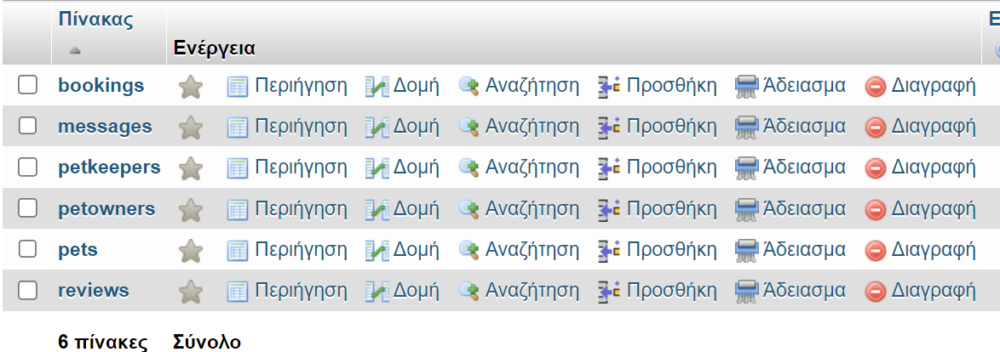 Πίνακας Ενέργεια
bookings Περιήγηση Δομή Αναζήτηση Προσθήκη Άδειασμα Διαγραφή
messages Περιήγηση Δομή Αναζήτηση Προσθήκη Άδειασμα Διαγραφή
petkeepers Περιήγηση Δομή Αναζήτηση Προσθήκη Άδειασμα Διαγραφή
petowners Περιήγηση Δομή Αναζήτηση Προσθήκη Άδειασμα Διαγραφή
pets Περιήγηση Δομή Αναζήτηση Προσθήκη Άδειασμα Διαγραφή
reviews Περιήγηση Δομή Αναζήτηση Προσθήκη Άδειασμα Διαγραφή
6 πίνακες Σύνολο